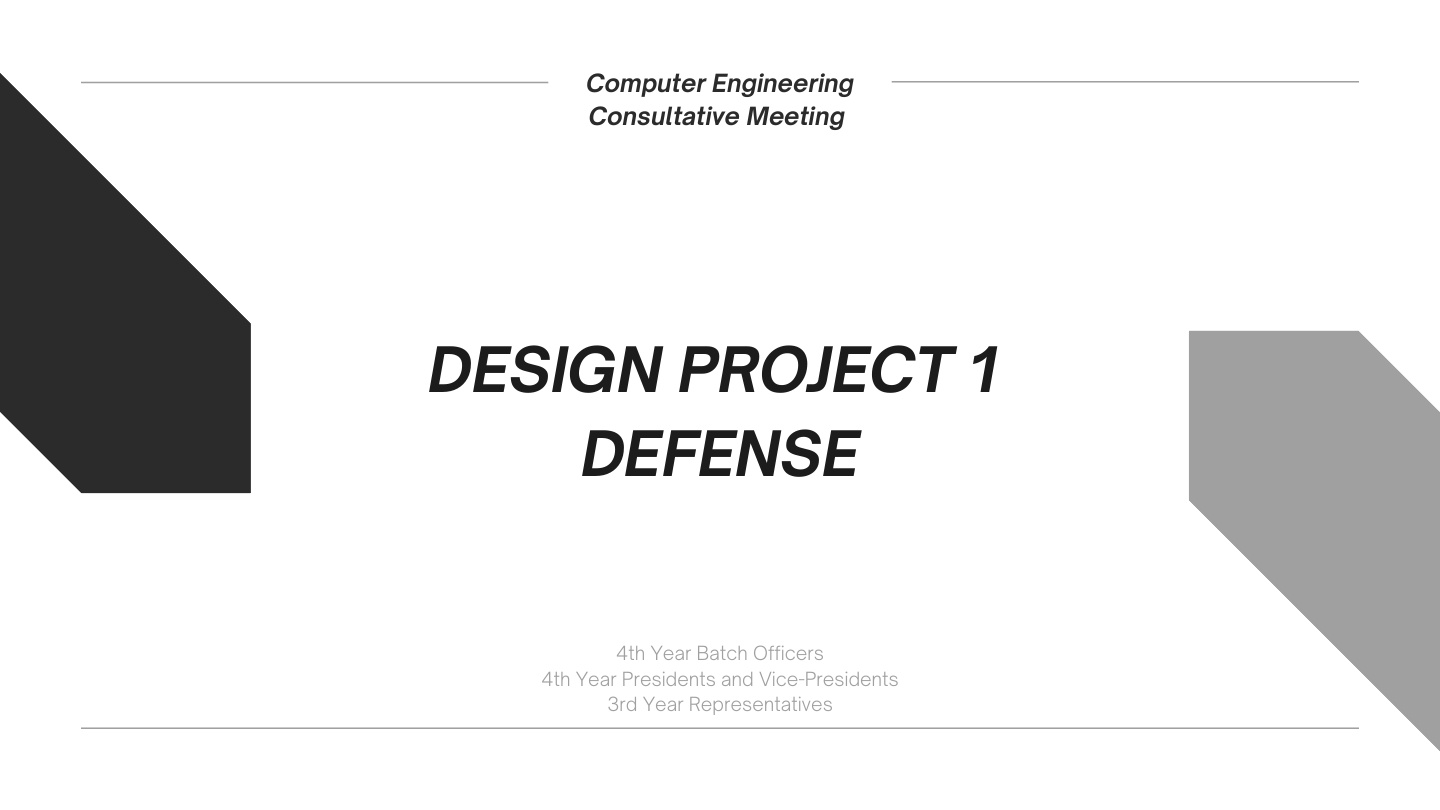 Computer Engineering
Consultative Meeting
DESIGN PROJECT 1
DEFENSE
4th Year Batch Officers
4th Year Presidents and Vice-Presidents
3rd Year Representatives